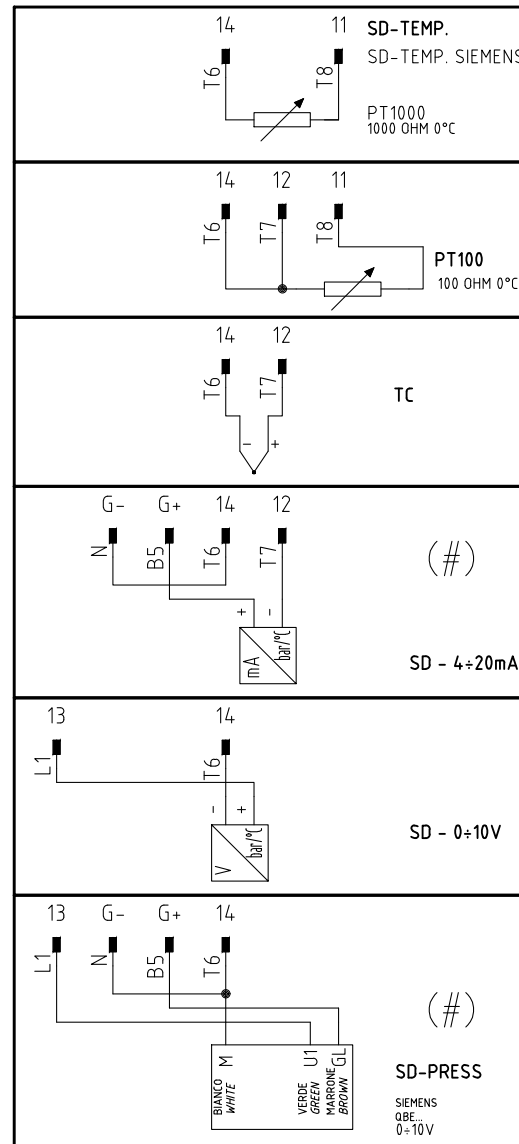 14 11 SD-TEMP.
SD-TEMP. SIEMENS
T6 T8
PT1000
1000 OHM 0°C
14 12 11
T6 T7 T8
PT100
100 OHM 0°C
14 12
T6 T7
TC
- +
G- G+ 14 12
N B5 T6 T7
(#)
+ -
mA bar/°C
SD - 4÷20mA
13 14
L1 T6
- +
V bar/°C
SD - 0÷10V
13 G- G+ 14
L1 N B5 T6
(#)
M U1 GL
BIANCO VERDE MARRONE
WHITE GREEN BROWN
SD-PRESS
SIEMENS
QBE...
0÷10V